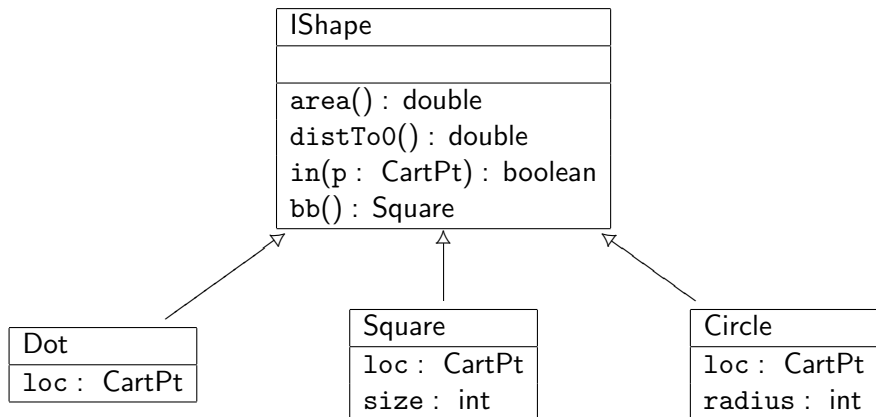 IShape
area() : double
distTo0() : double
in(p : CartPt) : boolean
bb() : Square
Dot
loc : CartPt
Square
loc : CartPt
size : int
Circle
loc : CartPt
radius : int